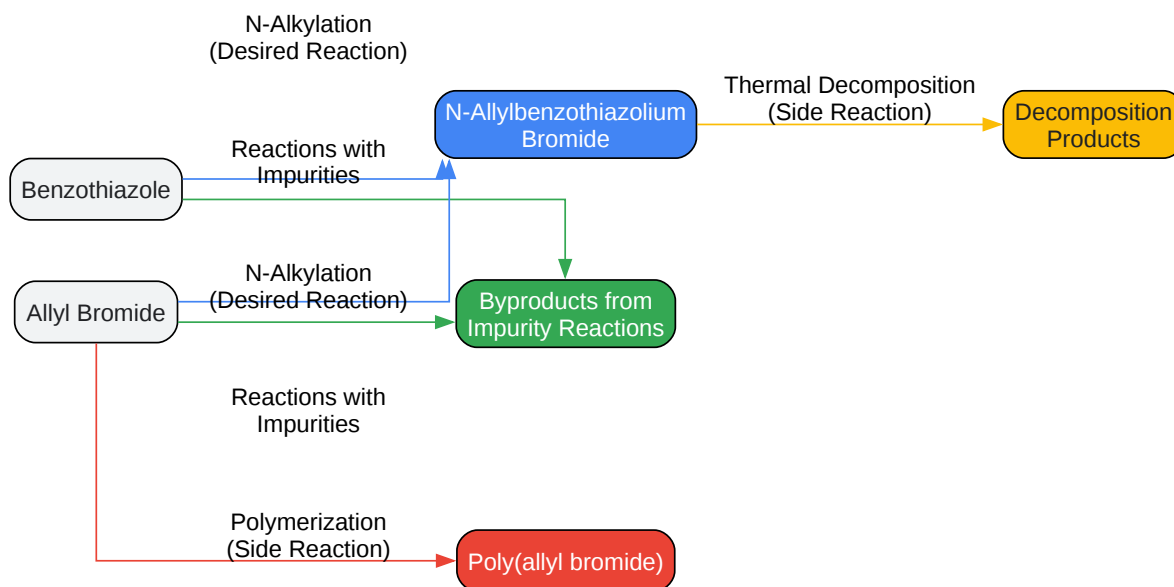 N-Alkylation
(Desired Reaction)
Thermal Decomposition
(Side Reaction)
N-Allylbenzothiazolium
Bromide
Decomposition
Products
Reactions with
Impurities
Benzothiazole
N-Alkylation
(Desired Reaction)
Allyl Bromide
Byproducts from
Impurity Reactions
Reactions with
Impurities
Polymerization
(Side Reaction)
Poly(allyl bromide)